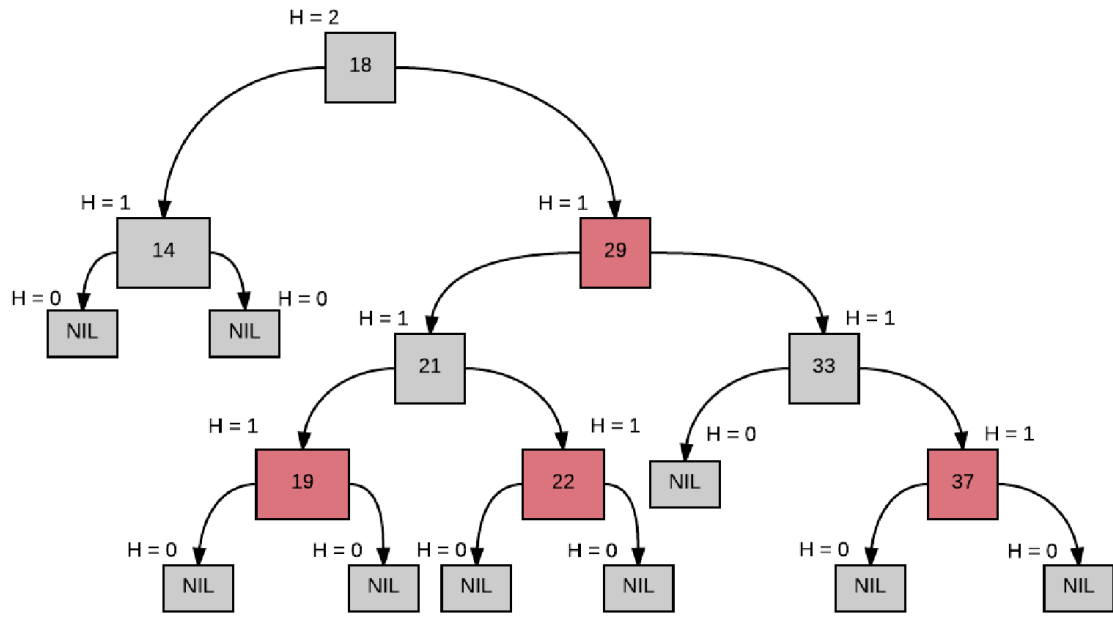 H = 2
18
H = 1
H = 1
14
29
H = 0
H = 0
NIL
NIL
H = 1
H = 1
21
33
H = 1
H = 1
H = 0
H = 1
19
22
NIL
37
H = 0
H = 0
H = 0
H = 0
H = 0
H = 0
NIL
NIL
NIL
NIL
NIL
NIL